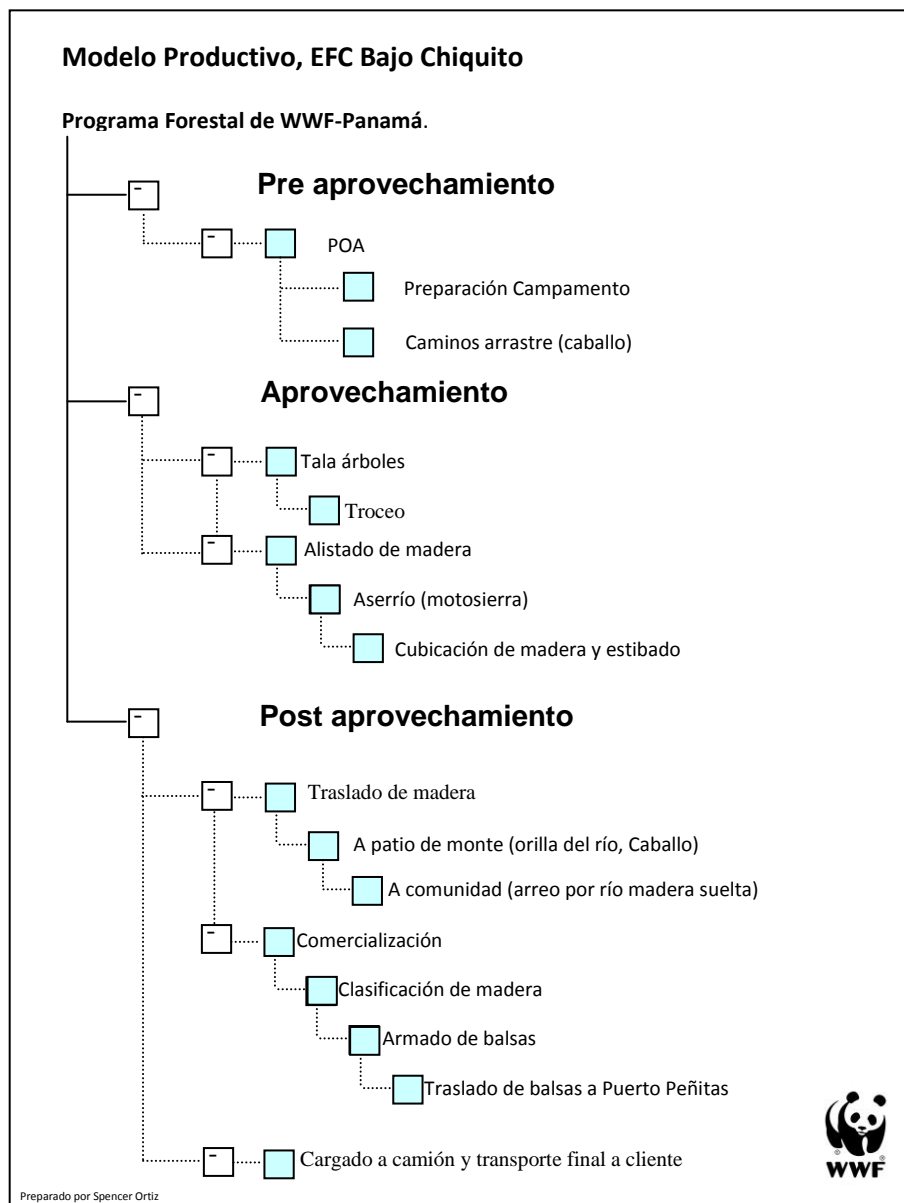 Modelo Productivo, EFC Bajo Chiquito
Programa Forestal de WWF-Panamá.
Pre aprovechamiento
POA
Preparación Campamento
Caminos arrastre (caballo)
Aprovechamiento
Tala árboles
Troceo
Alistado de madera
Aserrío (motosierra)
Cubicación de madera y estibado
Post aprovechamiento
Traslado de madera
A patio de monte (orilla del río, Caballo)
A comunidad (arreo por río madera suelta)
Comercialización
Clasificación de madera
Armado de balsas
Traslado de balsas a Puerto Peñitas
Cargado a camión y transporte final a cliente
WWF
Preparado por Spencer Ortiz